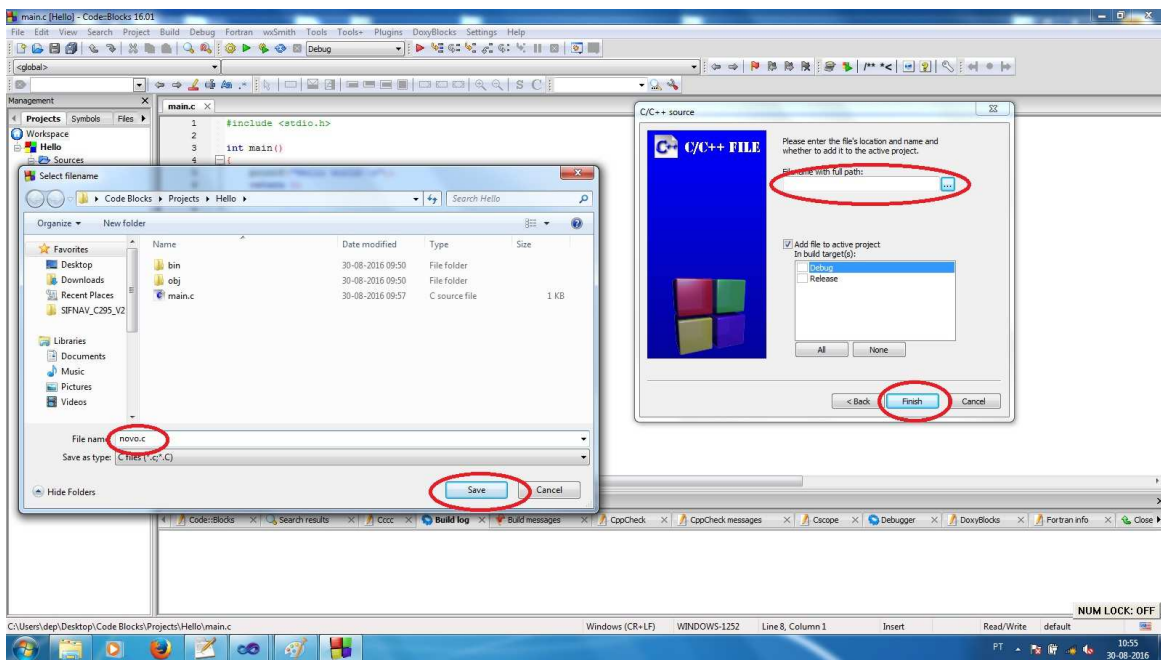 main.c [Hello] - Code::Blocks 16.01
File Edit View Search Project Build Debug Fortran wxSmith Tools Tools+ Plugins DoxyBlocks Settings Help
Debug
<global>
/** *<
S C
Management
main.c
Projects Symbols Files
Workspace
Hello
Sources
1 #include <stdio.h>
2
3 int main()
4 {
Select filename
Code Blocks Projects Hello
Search Hello
Organize New folder
Name Date modified Type Size
Favorites
Desktop
Downloads
Recent Places
SIFNAV_C295_V2
Libraries
Documents
Music
Pictures
Videos
bin 30-08-2016 09:50 File folder
obj 30-08-2016 09:50 File folder
main.c 30-08-2016 09:57 C source file 1 KB
File name: novo.c
Save as type: C files (*.c;*.C)
Hide Folders
Save Cancel
C/C++ source
C/C++ FILE
Please enter the file's location and name and
whether to add it to the active project.
Filename with full path:
...
Add file to active project
In build target(s):
Debug
Release
All None
< Back Finish Cancel
Code::Blocks Search results Cccc Build log Build messages CppCheck CppCheck messages Cscope Debugger DoxyBlocks Fortran info Close
NUM LOCK: OFF
C:\Users\dep\Desktop\Code Blocks\Projects\Hello\main.c Windows (CR+LF) WINDOWS-1252 Line 8, Column 1 Insert Read/Write default
PT 10:55
30-08-2016